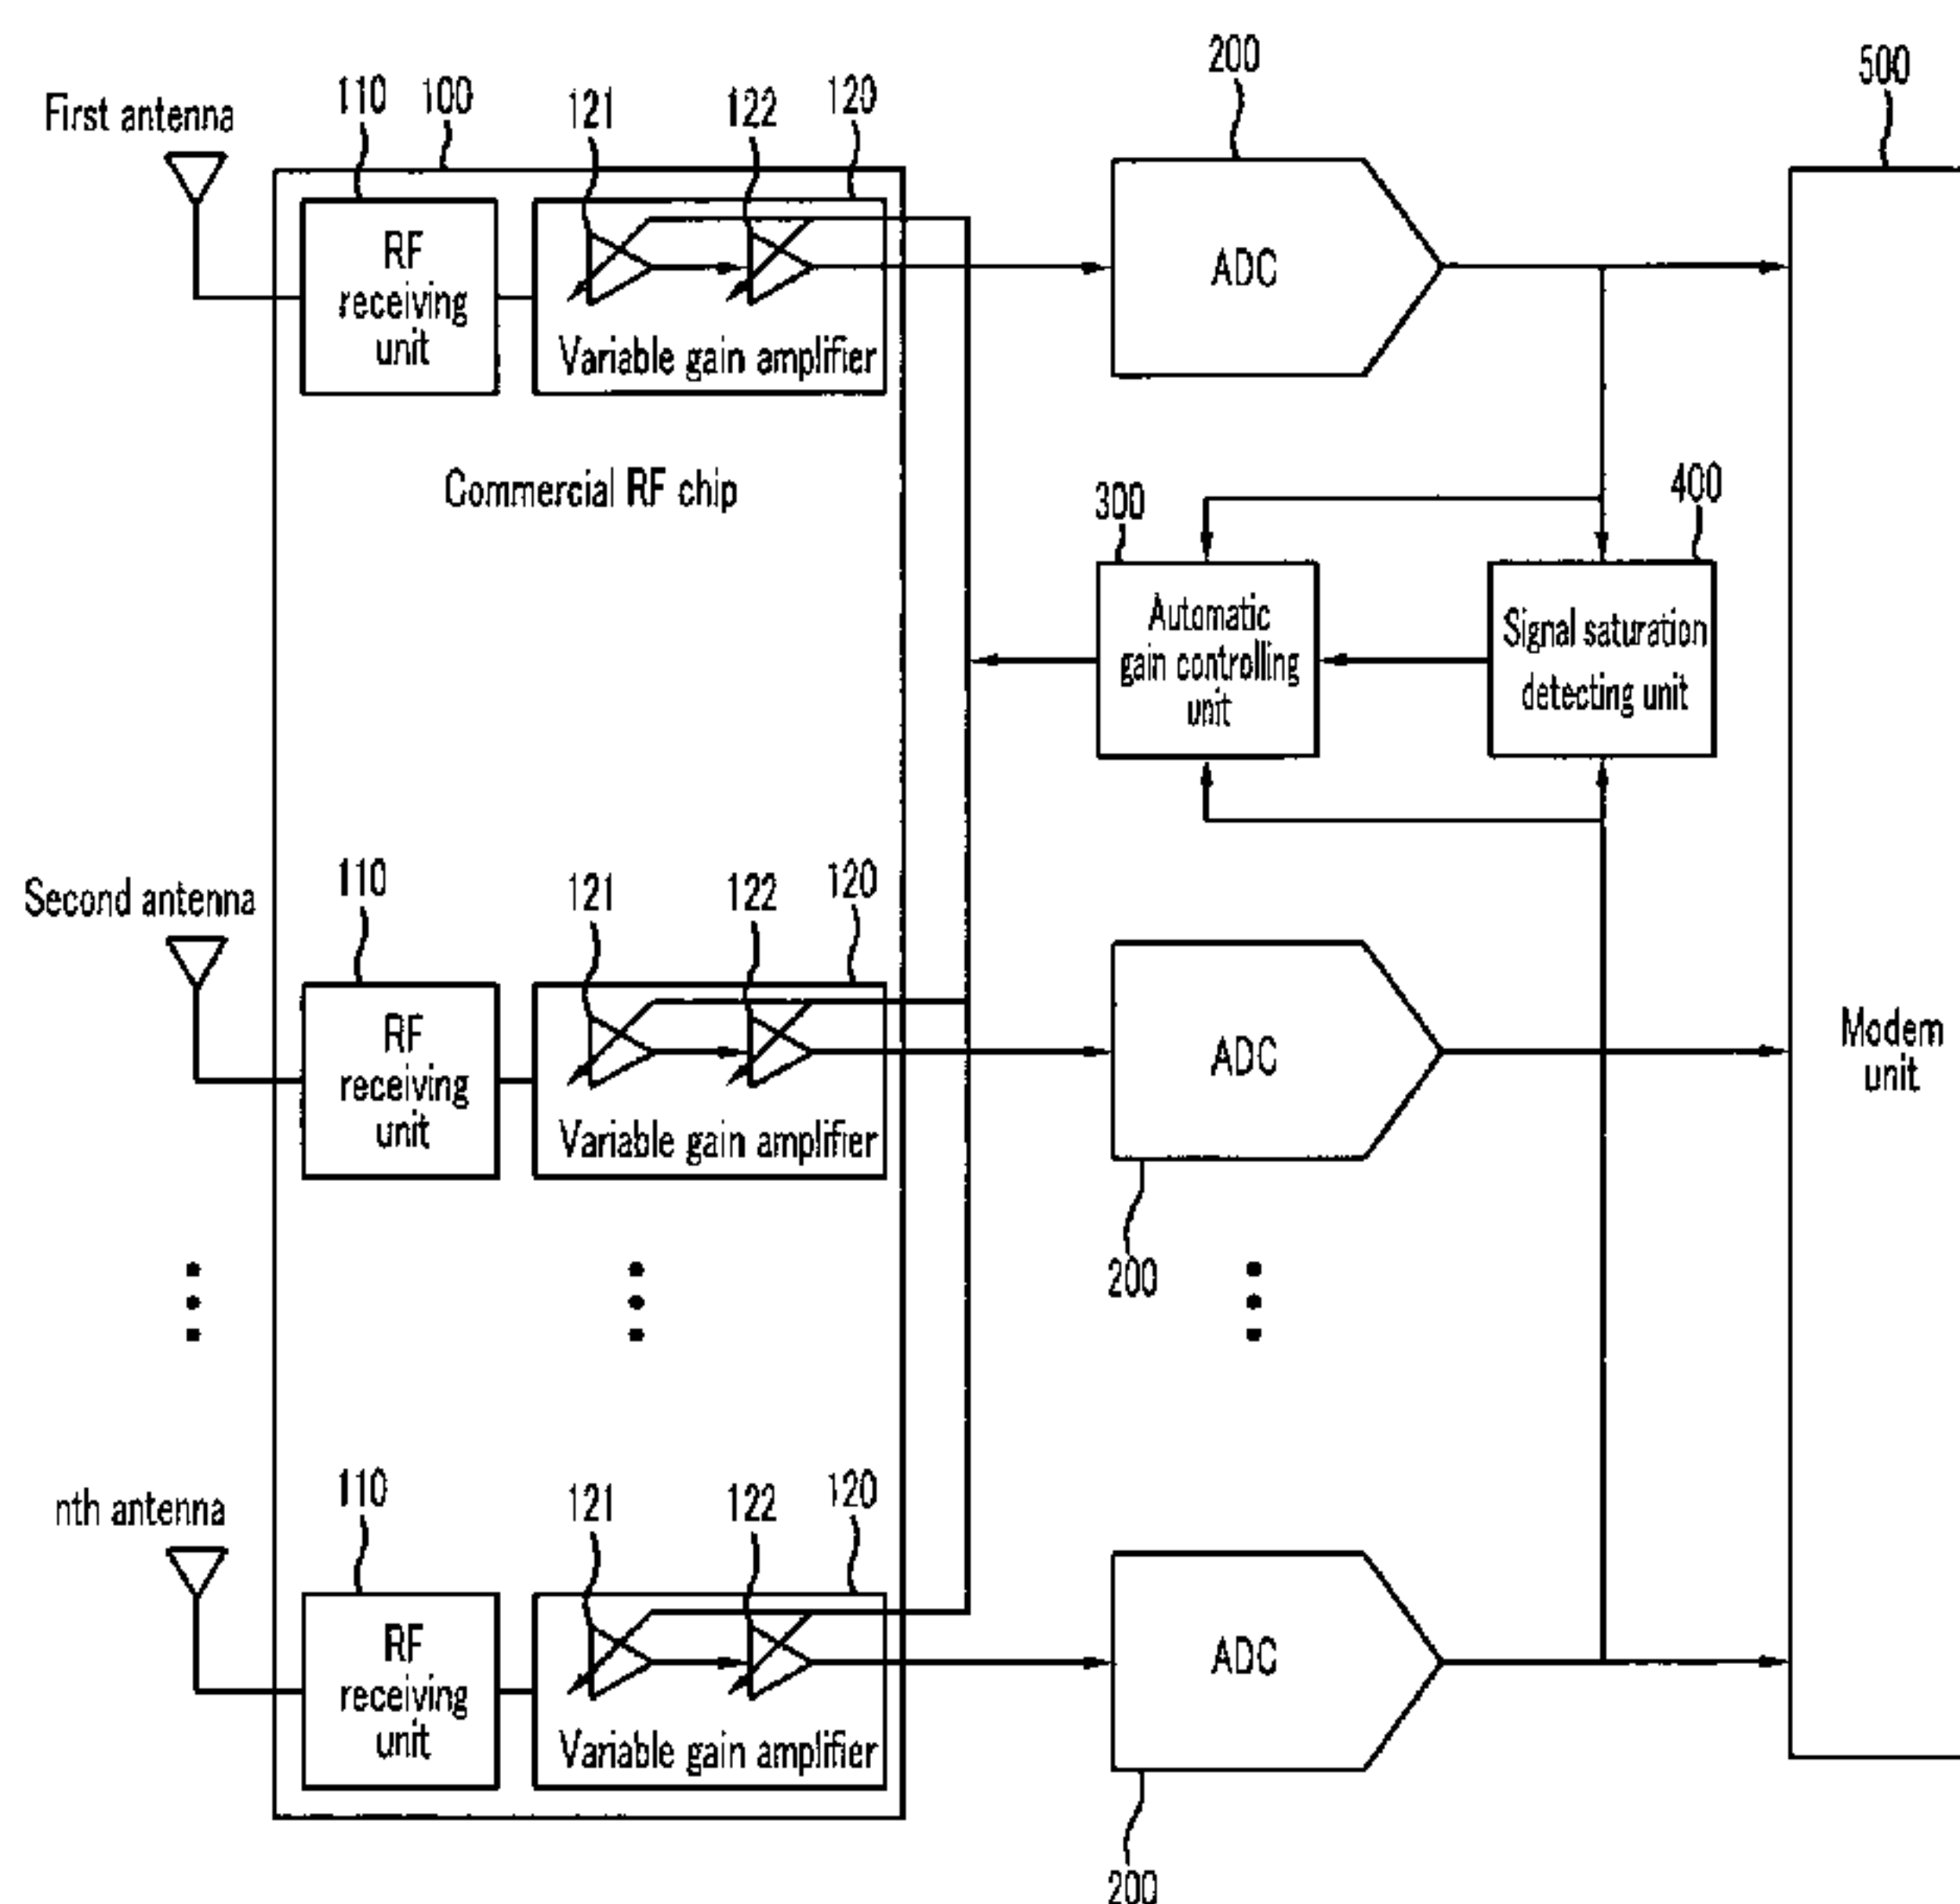 200
500
110
100
121
122
120
First antenna
RF
receiving
unit
Variable gain amplifier
ADC
Commercial RF chip
300
400
Automatic
gain controlling
unit
Signal saturation
detecting unit
110
121
122
120
Second antenna
RF
receiving
unit
Variable gain amplifier
ADC
Modem
unit
200
110
121
122
120
nth antenna
RF
receiving
unit
Variable gain amplifier
ADC
200